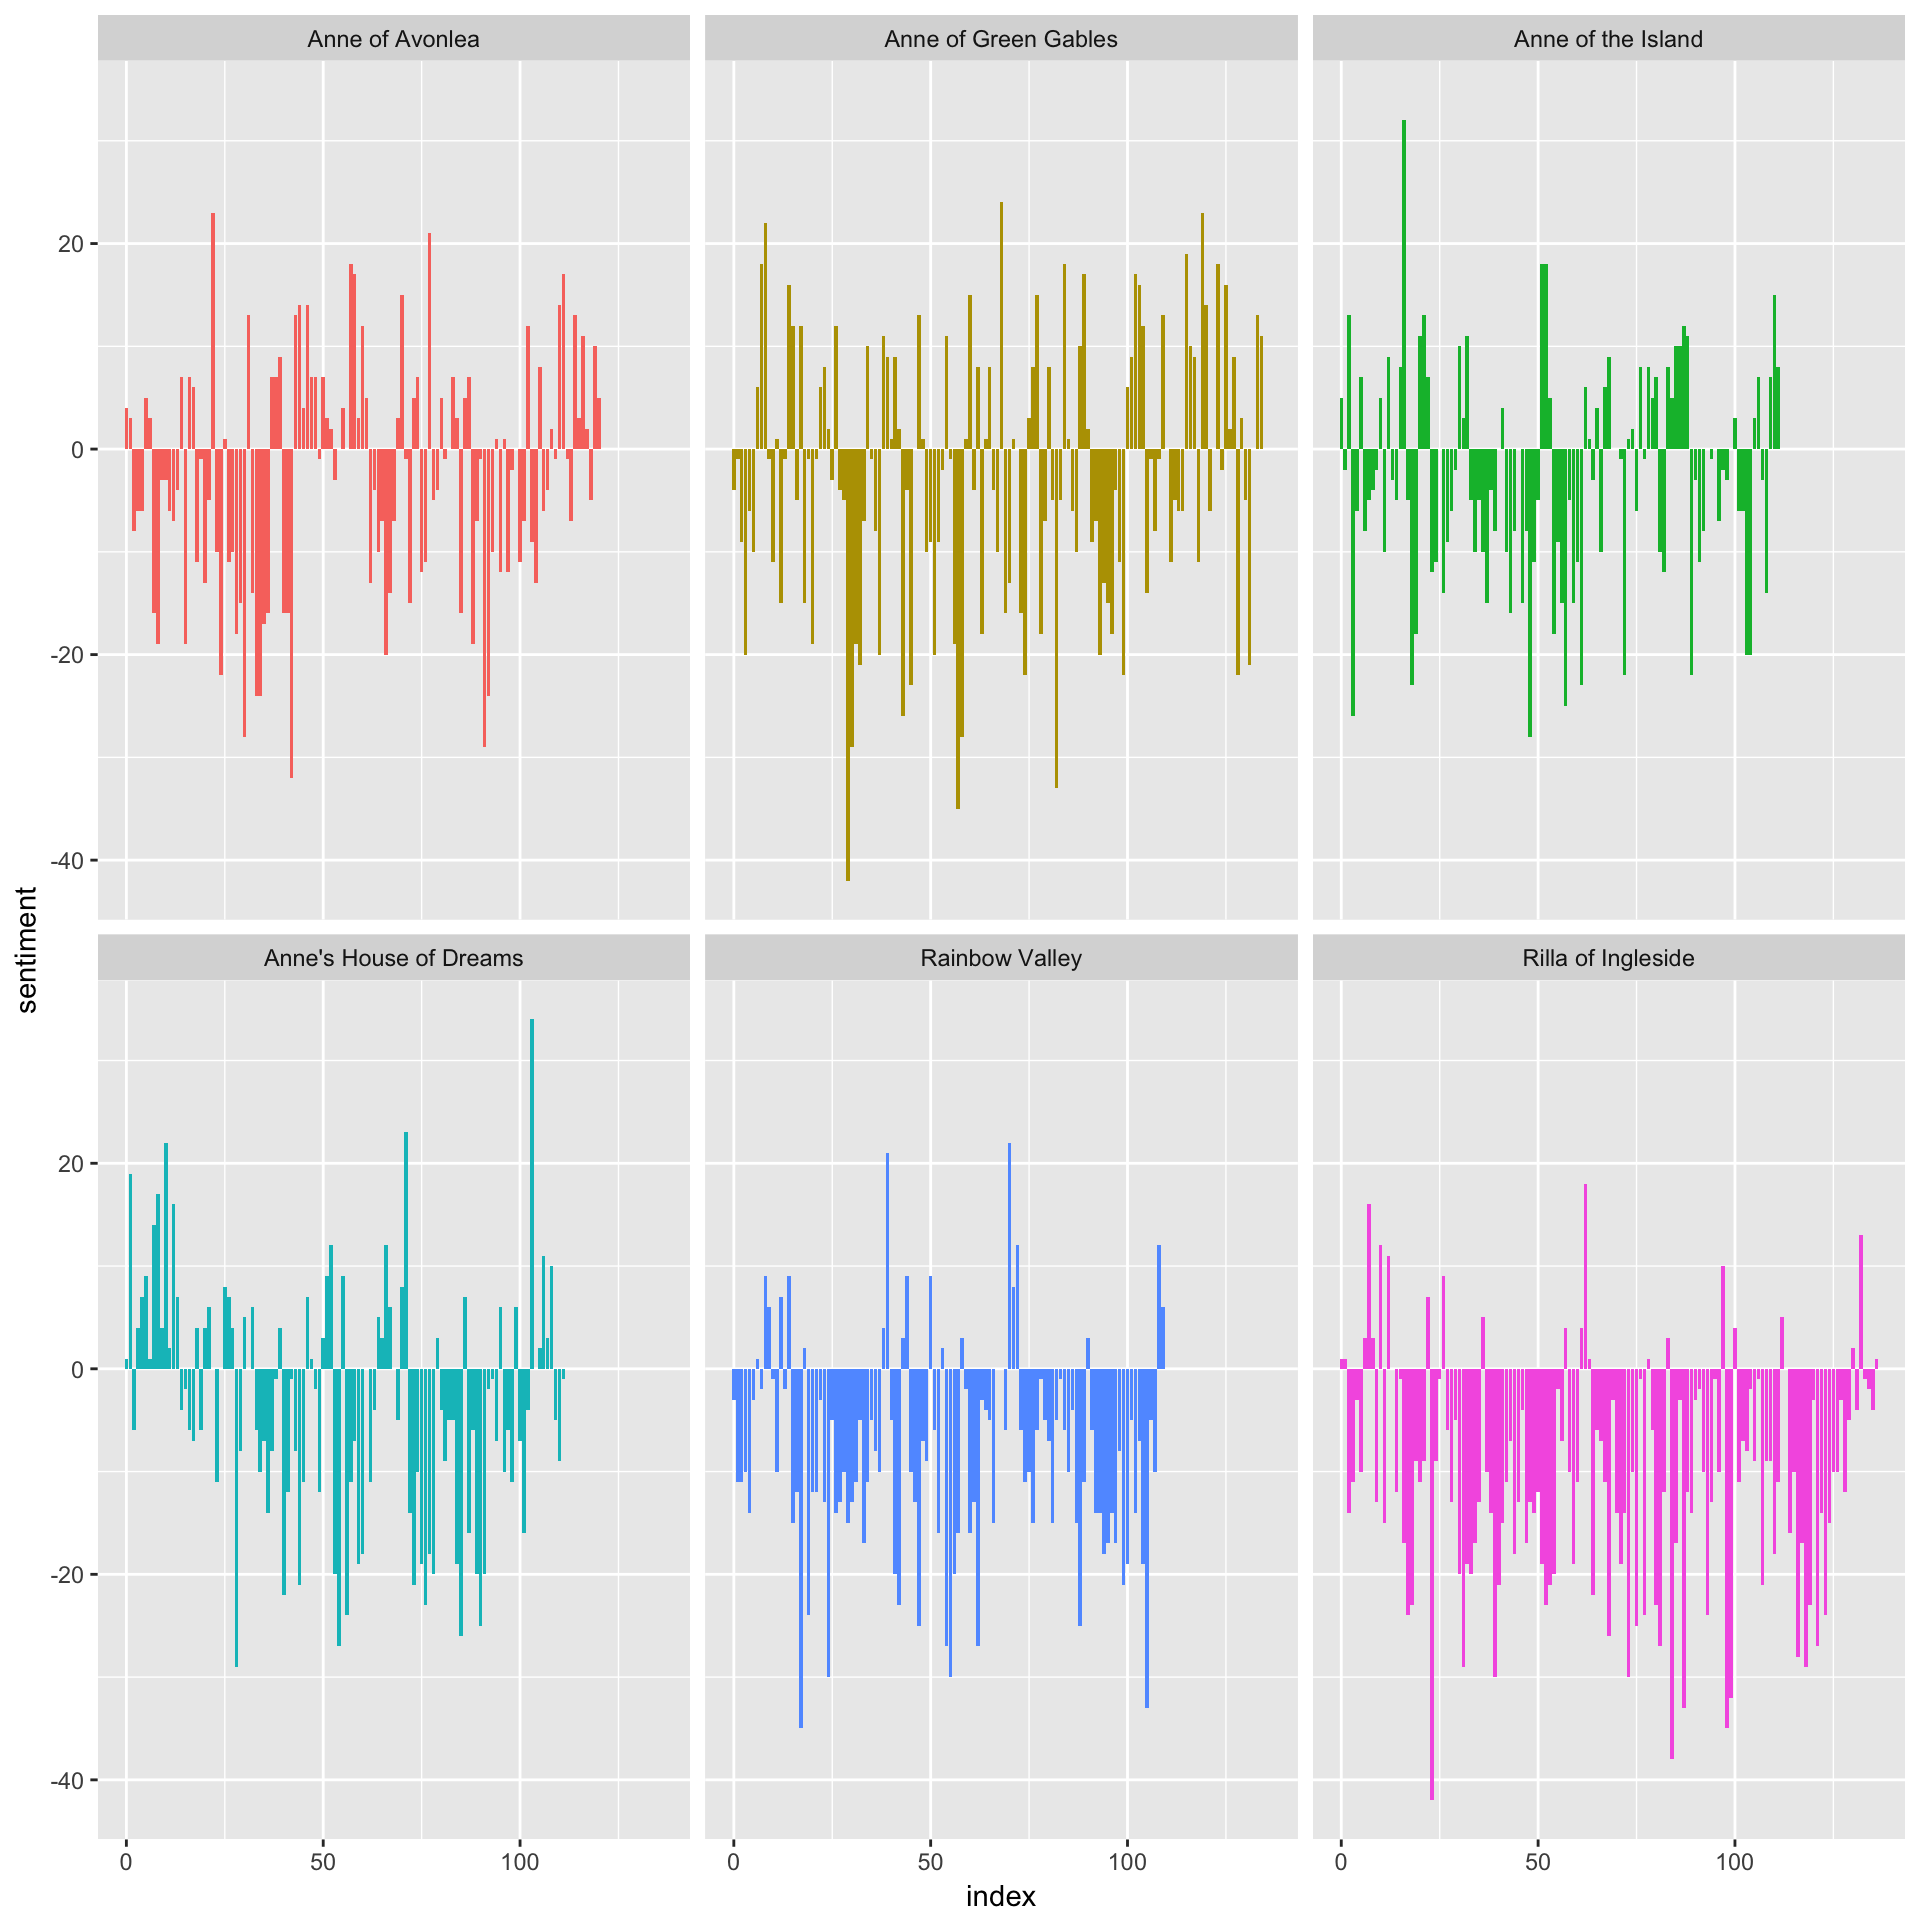 Anne of Avonlea
Anne of Green Gables
Anne of the Island
20
0
-20
-40
sentiment
Anne's House of Dreams
Rainbow Valley
Rilla of Ingleside
20
0
-20
-40
0 50 100
0 50 100
0 50 100
index